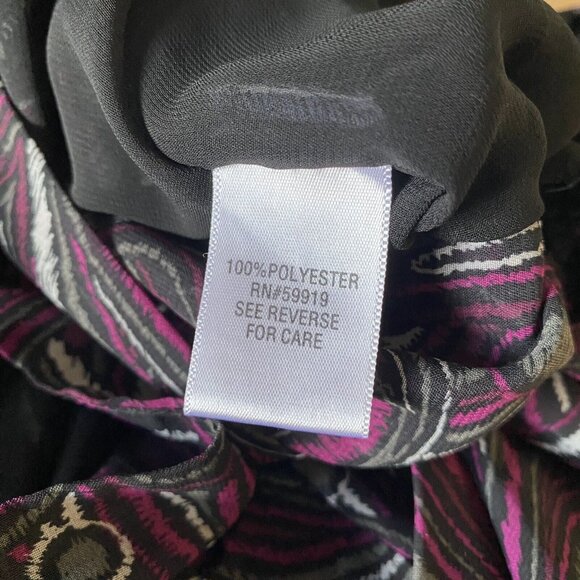 100%POLYESTER
RN#59919
SEE REVERSE
FOR CARE